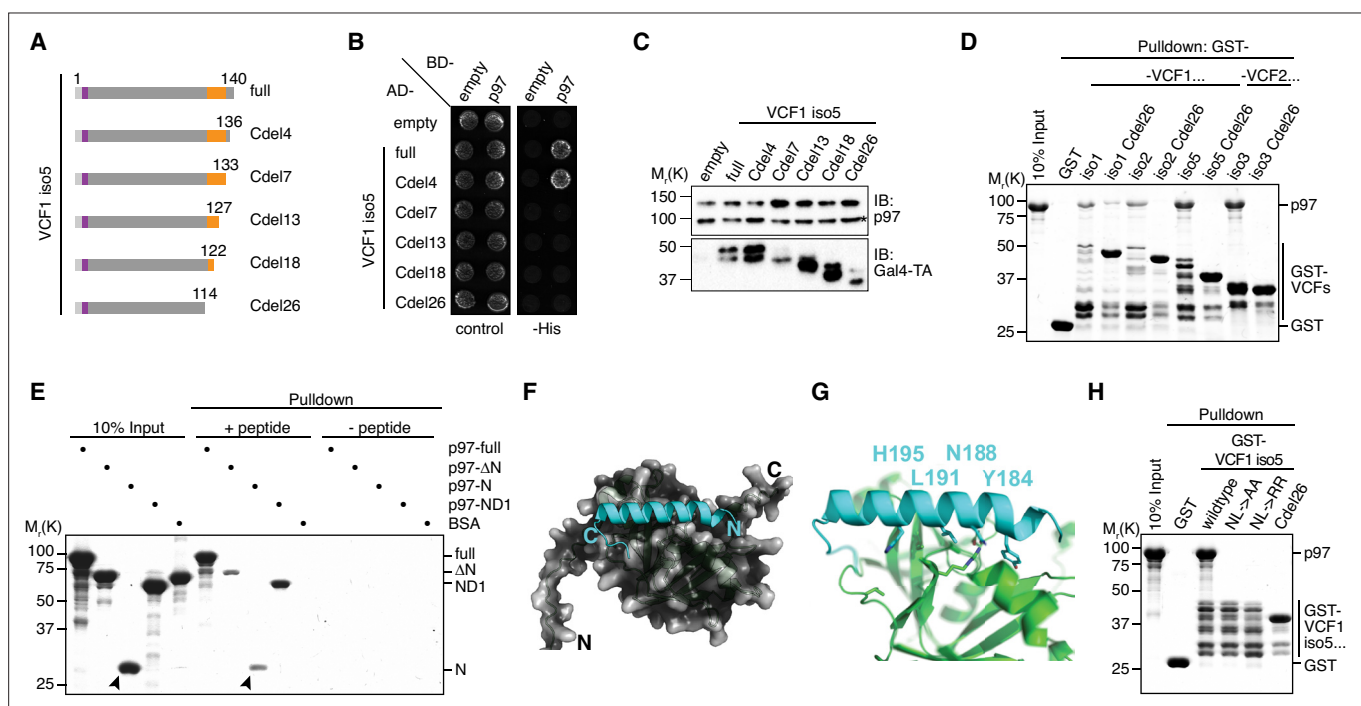 A
1
140
full
136
Cdel4
133
Cdel7
127
Cdel13
122
Cdel18
114
Cdel26
VCF1 iso5
B
BD-
AD-
empty
p97
empty
p97
empty
full
Cdel4
Cdel7
Cdel13
Cdel18
Cdel26
VCF1 iso5
control
-His
C
VCF1 iso5
empty
full
Cdel4
Cdel7
Cdel13
Cdel18
Cdel26
Mr(K)
150
100
50
37
IB:
p97
*
IB:
Gal4-TA
D
Pulldown: GST-
-VCF1...
-VCF2...
10% Input
GST
iso1
iso1 Cdel26
iso2
iso2 Cdel26
iso5
iso5 Cdel26
iso3
iso3 Cdel26
Mr(K)
100
75
50
37
25
p97
GST-
VCFs
GST
E
Pulldown
10% Input
+ peptide
- peptide
p97-full
p97-ΔN
p97-N
p97-ND1
BSA
Mr(K)
100
75
50
37
25
full
ΔN
ND1
N
F
C
N
C
N
G
H195
N188
L191
Y184
H
Pulldown
GST-
VCF1 iso5
10% Input
GST
wildtype
NL->AA
NL->RR
Cdel26
Mr(K)
100
75
50
37
25
p97
GST-
VCF1
iso5...
GST